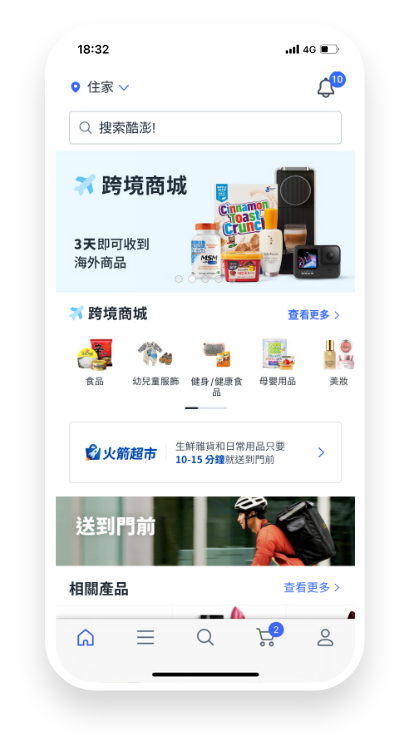 18:32
4G
住家
10
搜索酷澎!
跨境商城
3天即可收到
海外商品
Cinnamon
Toast
Crunch
MSM
跨境商城
查看更多
食品
幼兒童服飾
健身/健康食
品
母嬰用品
美妝
火箭超市
生鮮雜貨和日常用品只要
10-15 分鐘就送到門前
送到門前
相關產品
查看更多
2